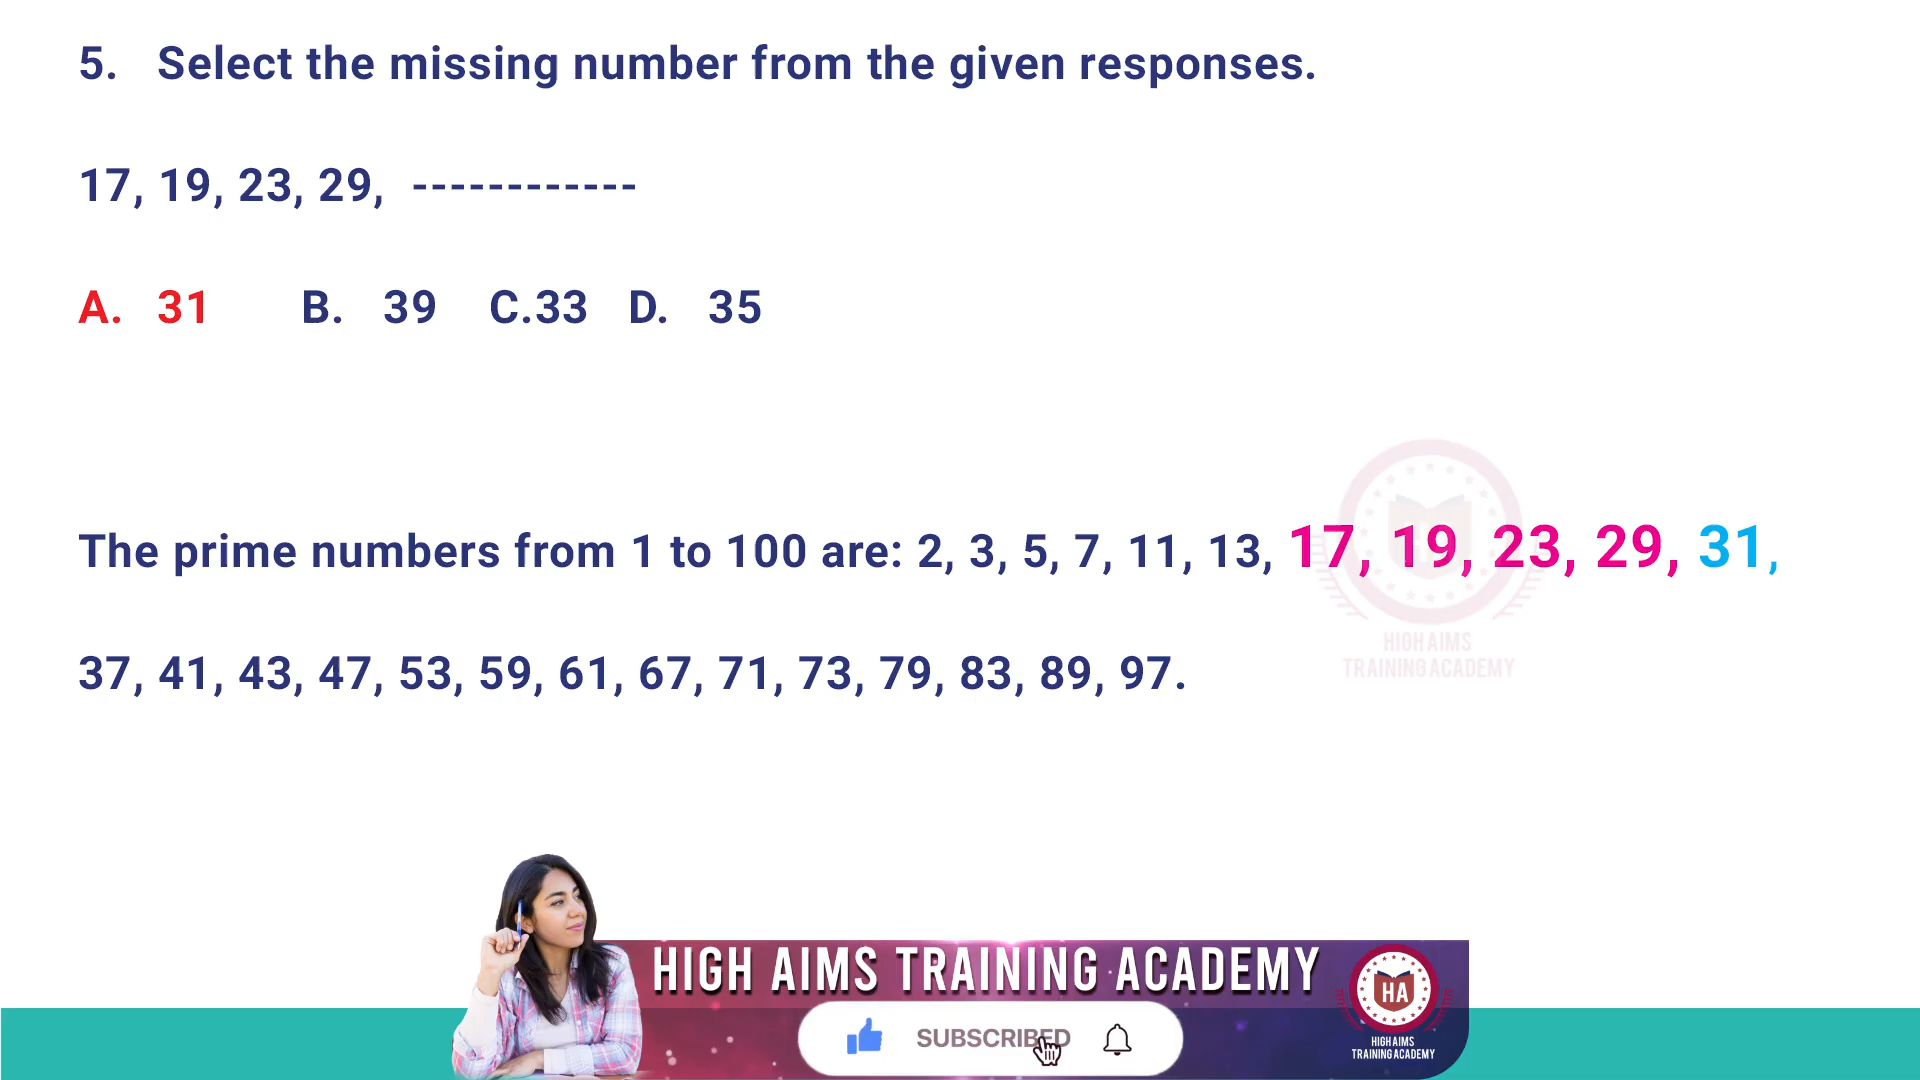 5. Select the missing number from the given responses.
17, 19, 23, 29, ------------
A. 31 B. 39 C.33 D. 35
The prime numbers from 1 to 100 are: 2, 3, 5, 7, 11, 13, 17, 19, 23, 29, 31,
HIGH AIMS
TRAINING ACADEMY
37, 41, 43, 47, 53, 59, 61, 67, 71, 73, 79, 83, 89, 97.
HIGH AIMS TRAINING ACADEMY
HA
SUBSCRIBED
HIGH AIMS
TRAINING ACADEMY